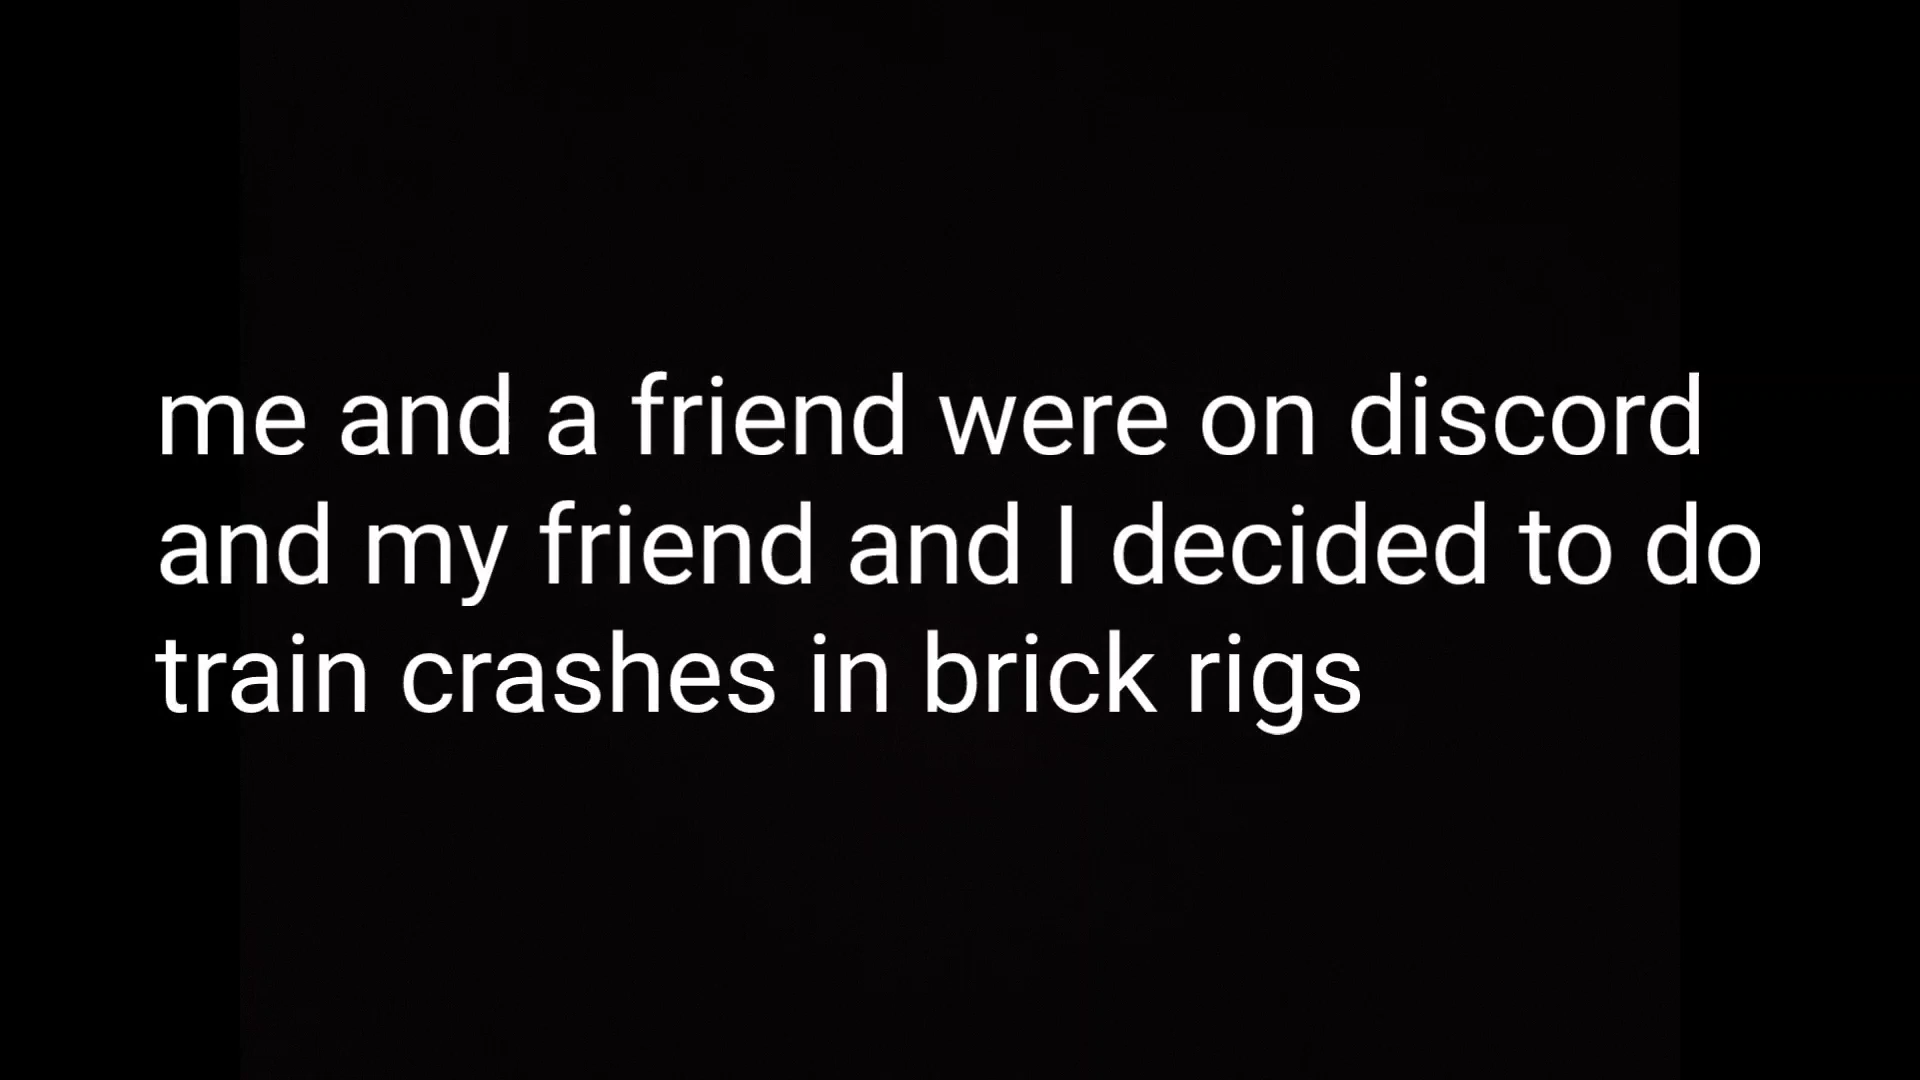 me and a friend were on discord
and my friend and I decided to do
train crashes in brick rigs